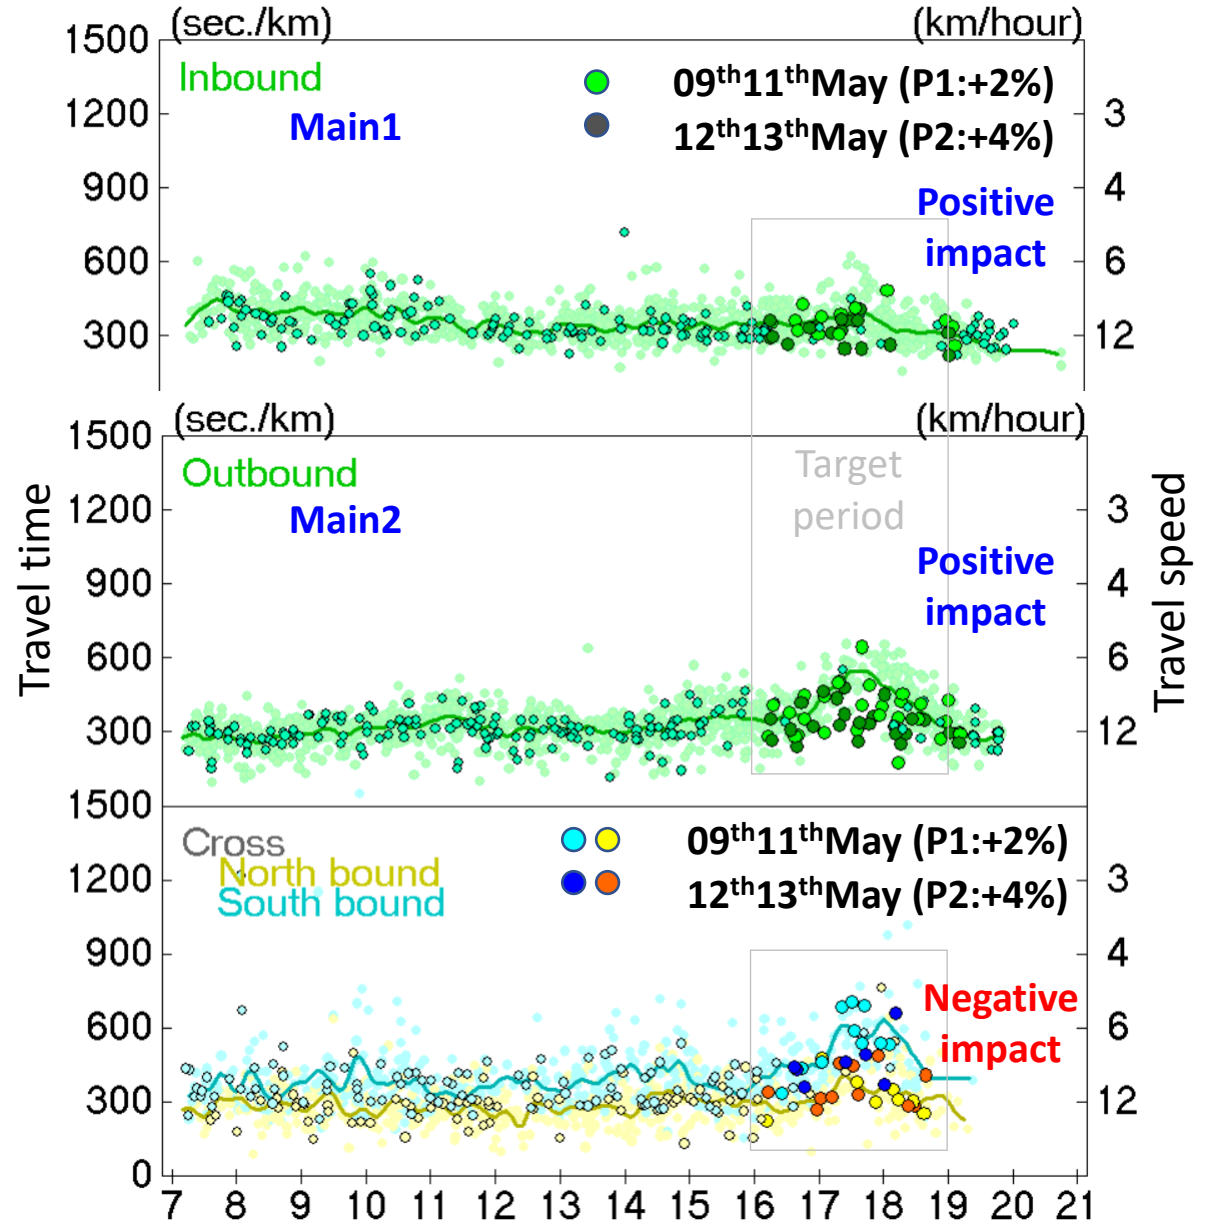 (sec./km) (km/hour)
1500
Inbound 09th11thMay (P1:+2%)
1200 Main1 12th13thMay (P2:+4%) 3
900 4
Positive
impact
600 6
300 12
(sec./km) (km/hour)
1500
Outbound Target
period
1200 Main2 3
900 4
Positive
impact
600 6
300 12
Travel time
Travel speed
1500
Cross 09th11thMay (P1:+2%)
North bound
1200 12th13thMay (P2:+4%) 3
South bound
900 4
Negative
impact
600 6
300 12
0
7 8 9 10 11 12 13 14 15 16 17 18 19 20 21